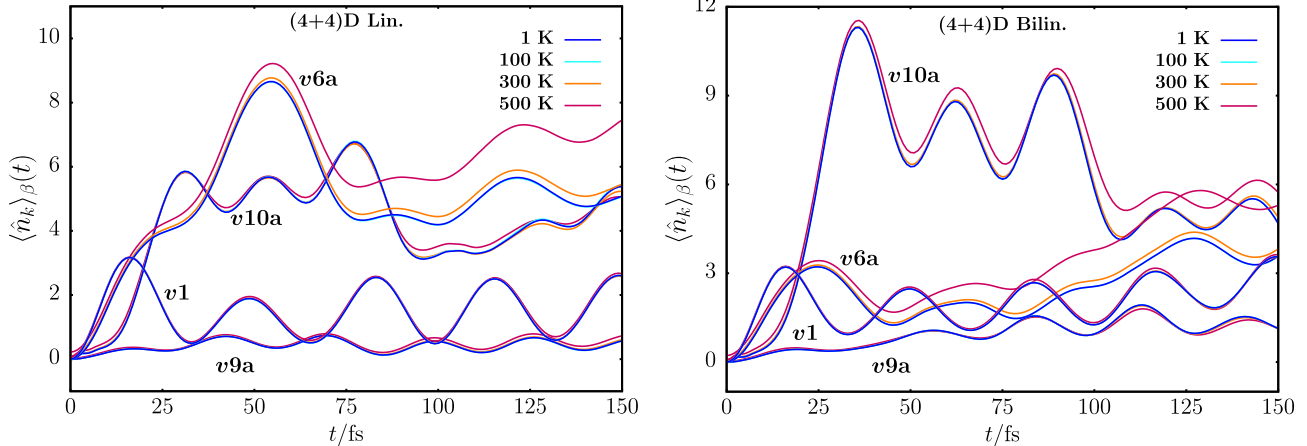 (4+4)D Lin.
1 K
100 K
300 K
500 K
v6a
v10a
v1
v9a
⟨n̂ₖ⟩β(t)
10
8
6
4
2
0
0 25 50 75 100 125 150
t/fs
(4+4)D Bilin.
1 K
100 K
300 K
500 K
v10a
v6a
v1
v9a
⟨n̂ₖ⟩β(t)
12
9
6
3
0
0 25 50 75 100 125 150
t/fs